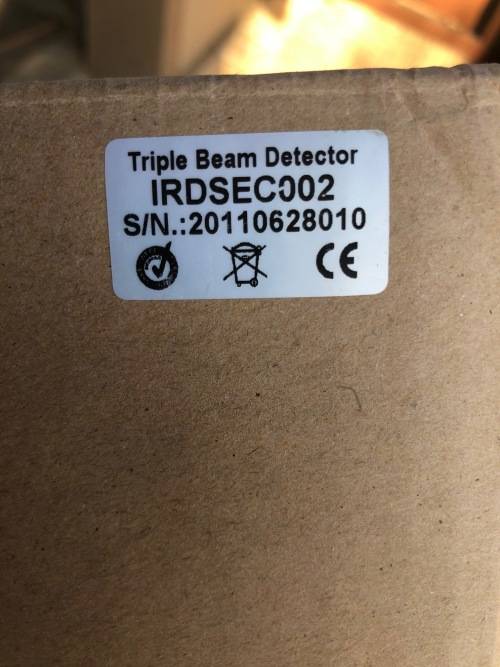 Triple Beam Detector
IRDSEC002
S/N.:20110628010
CE